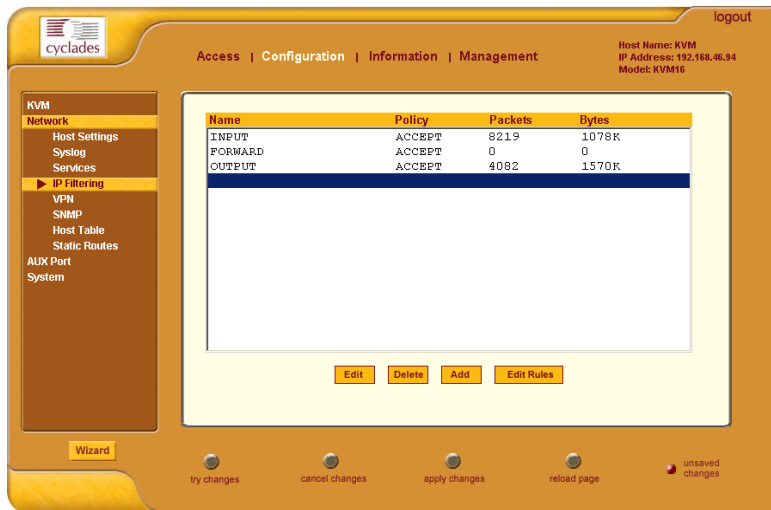 logout
cyclades
Access | Configuration | Information | Management
Host Name: KVM
IP Address: 192.168.46.94
Model: KVM16
KVM
Network
Host Settings
Syslog
Services
IP Filtering
VPN
SNMP
Host Table
Static Routes
AUX Port
System
Name Policy Packets Bytes
INPUT ACCEPT 8219 1078K
FORWARD ACCEPT 0 0
OUTPUT ACCEPT 4082 1570K
Edit Delete Add Edit Rules
Wizard
try changes cancel changes apply changes reload page unsaved changes